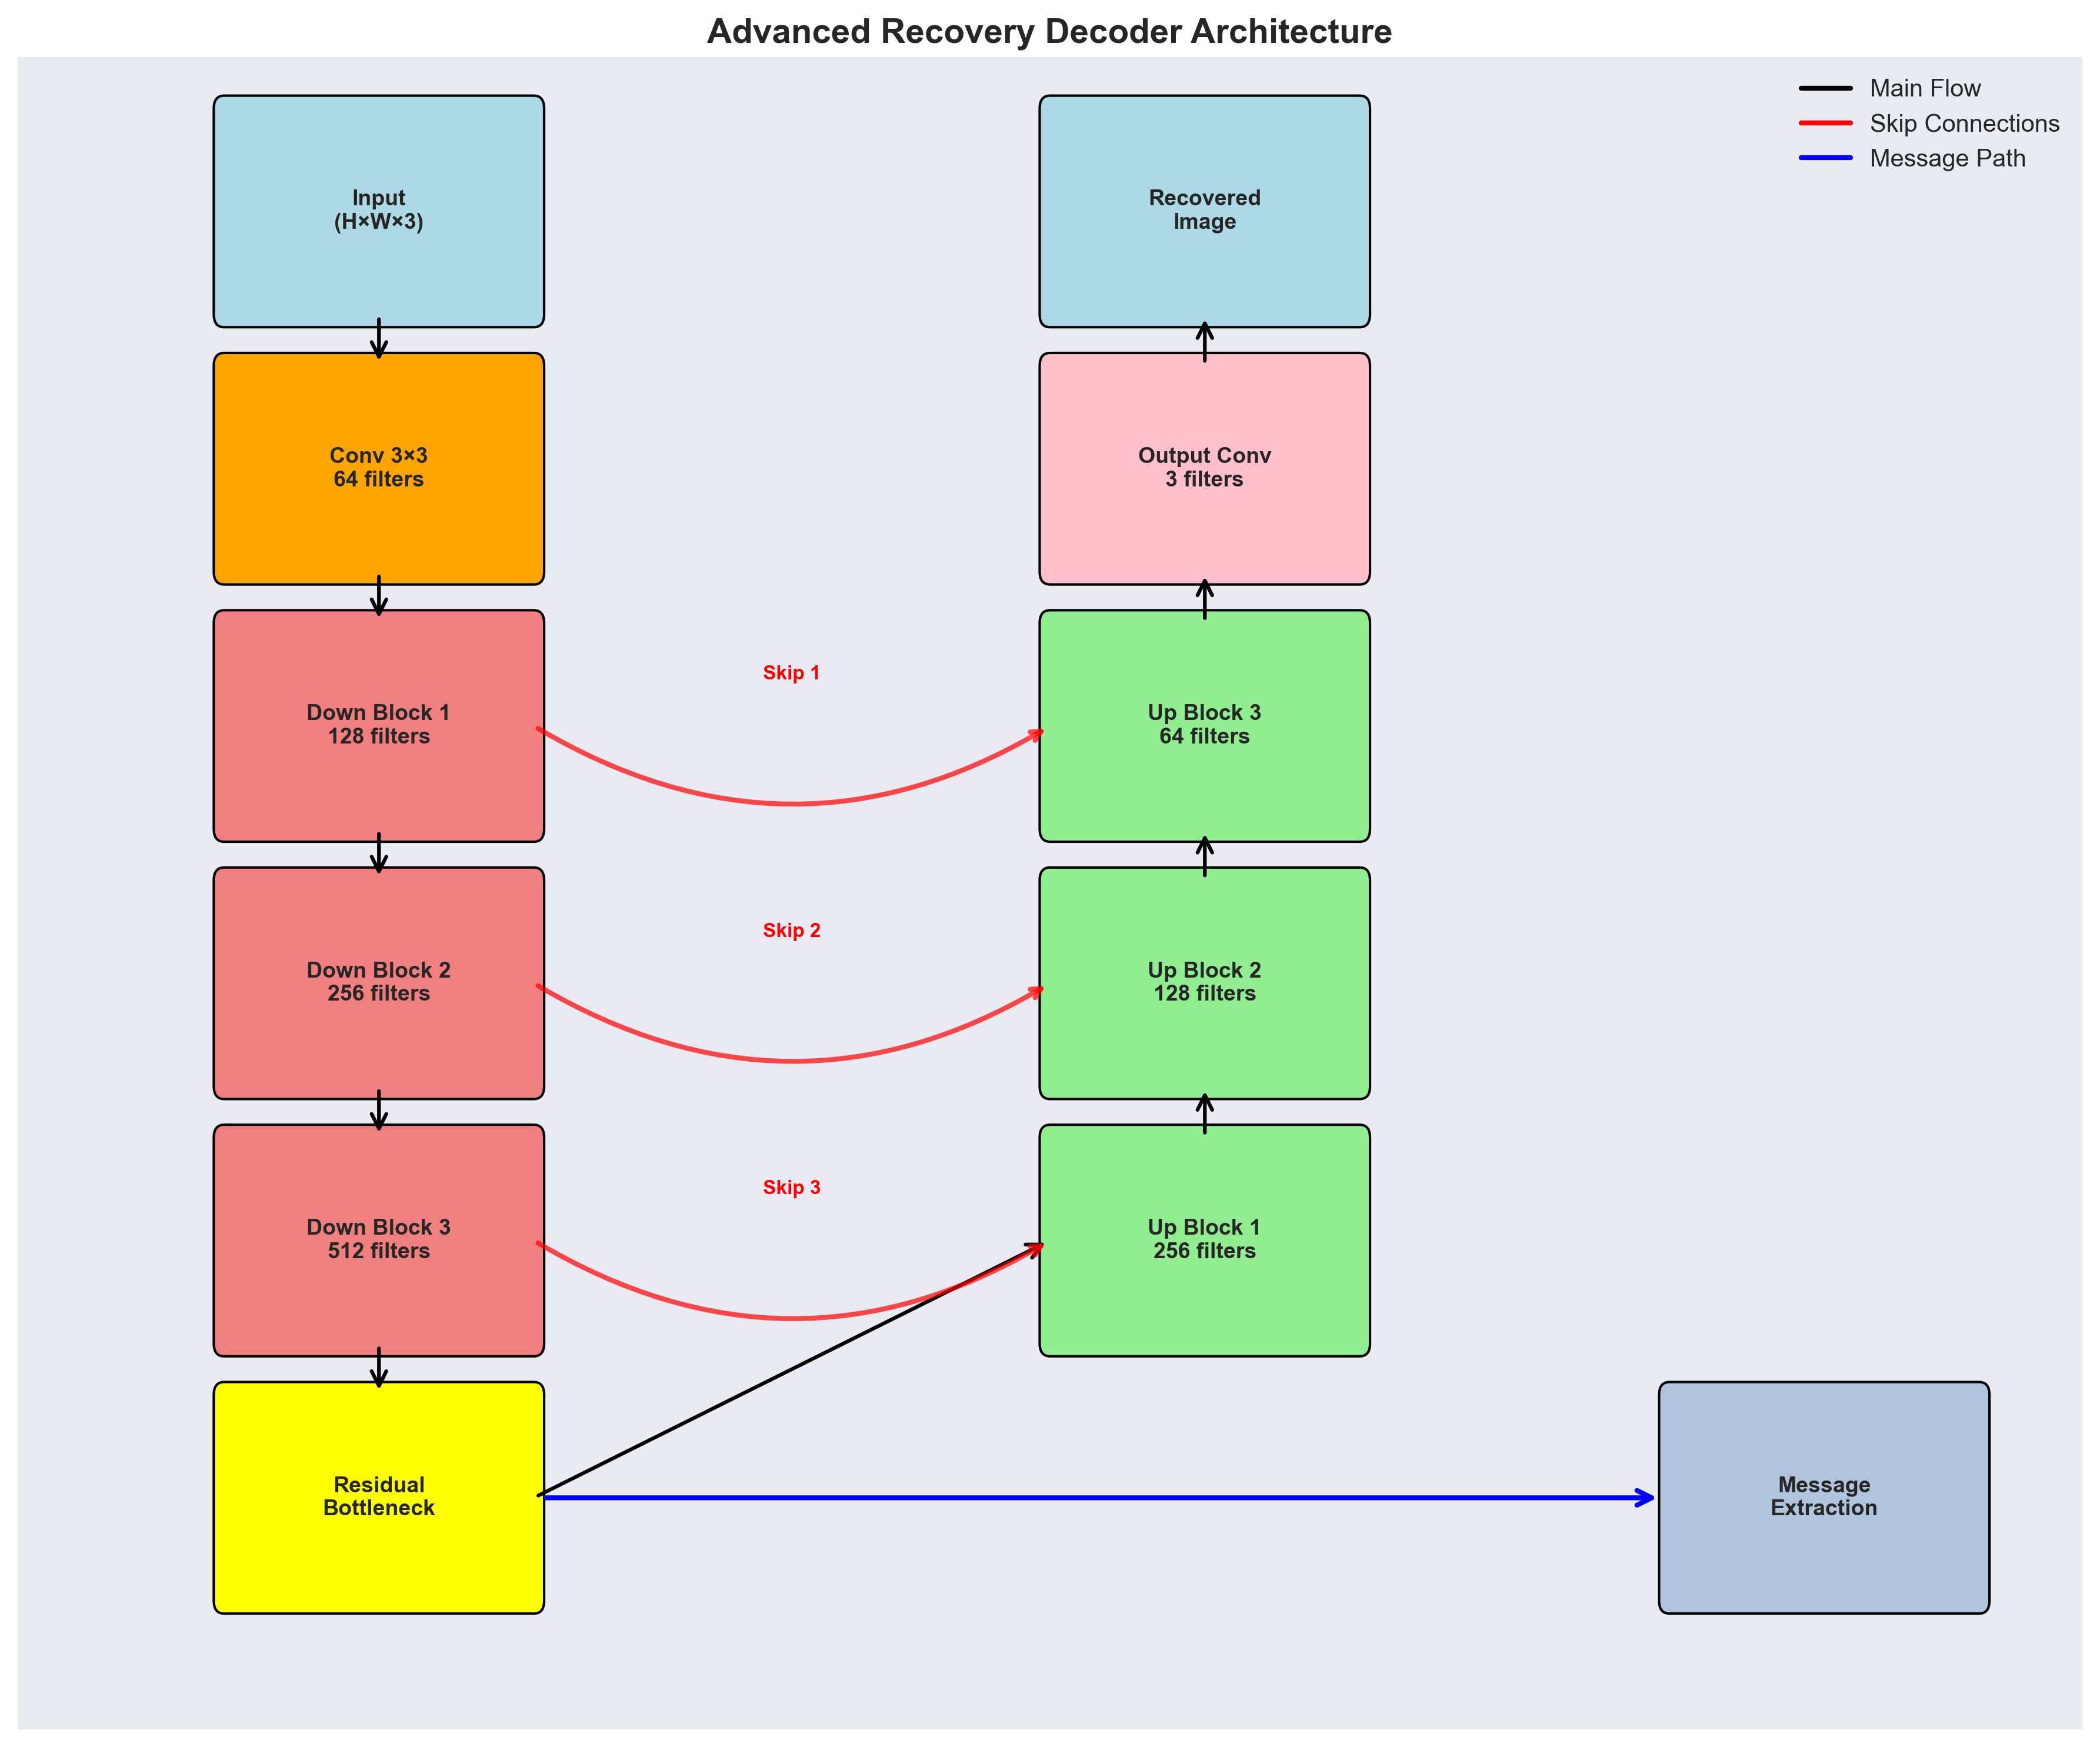 Advanced Recovery Decoder Architecture
Main Flow
Skip Connections
Message Path
Input
(H×W×3)
Recovered
Image
Conv 3×3
64 filters
Output Conv
3 filters
Skip 1
Down Block 1
128 filters
Up Block 3
64 filters
Skip 2
Down Block 2
256 filters
Up Block 2
128 filters
Skip 3
Down Block 3
512 filters
Up Block 1
256 filters
Residual
Bottleneck
Message
Extraction